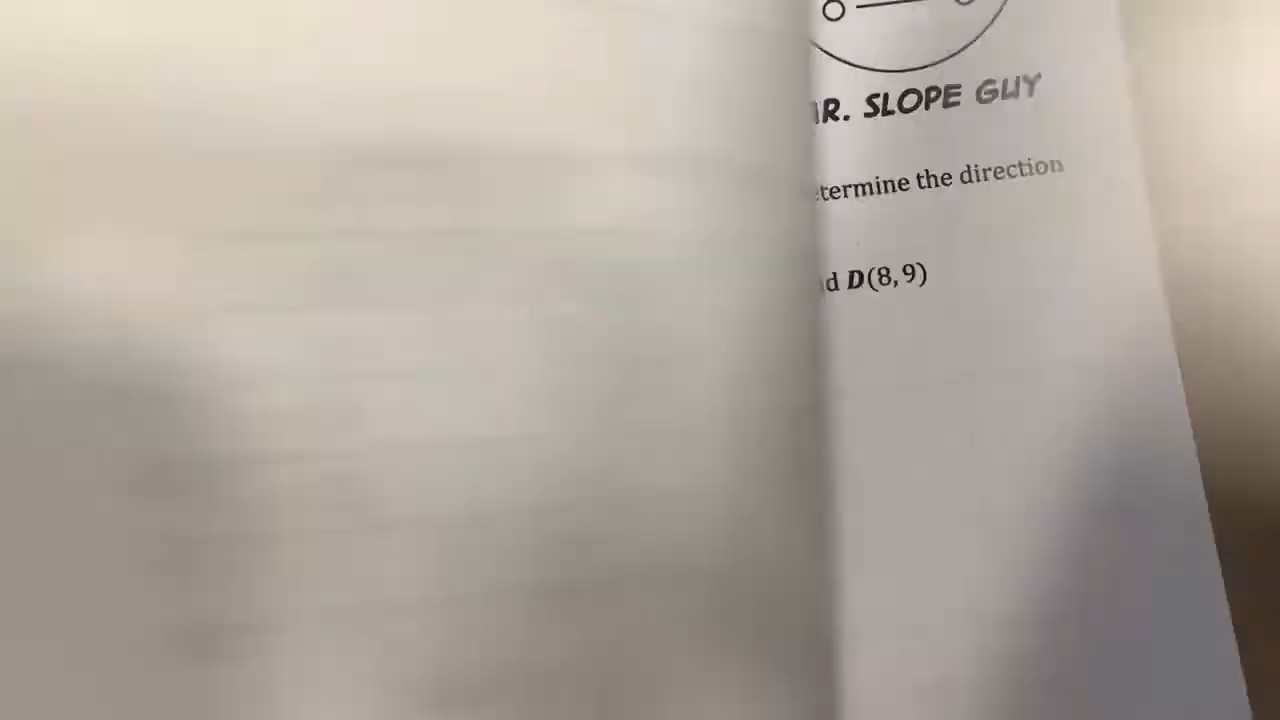 R. SLOPE GUY
termine the direction
d D(8,9)